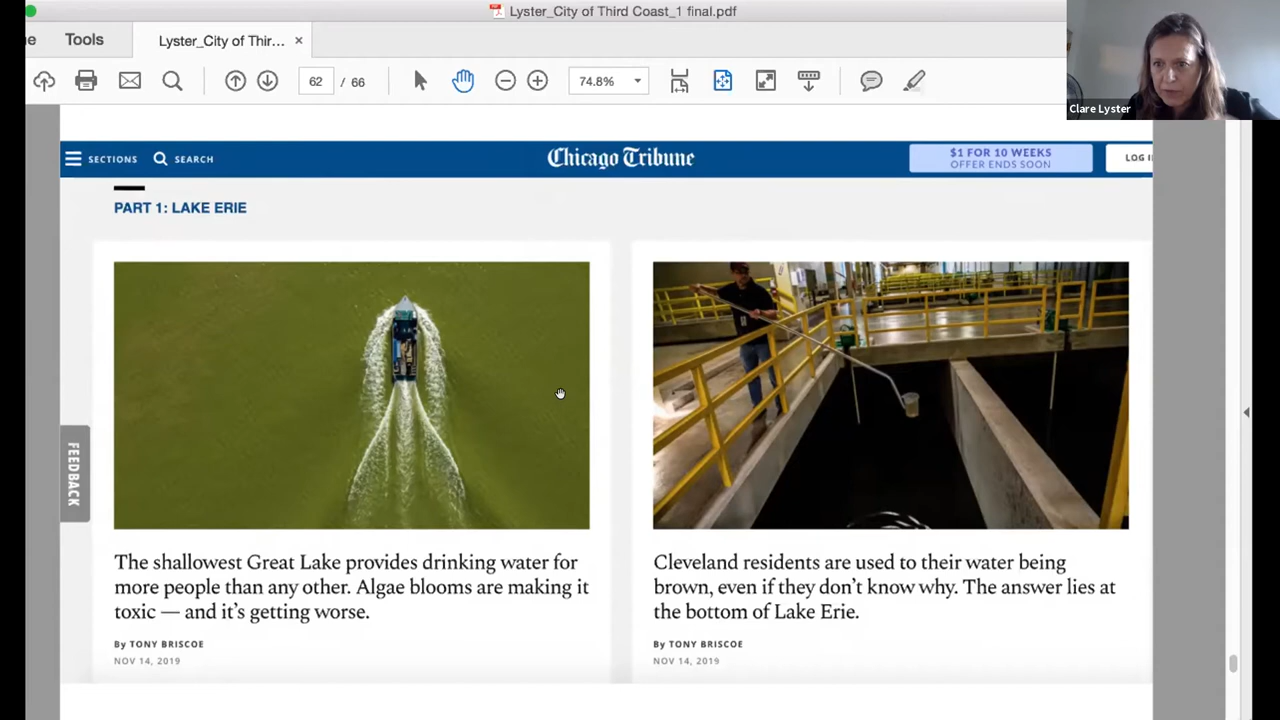 Lyster_City of Third Coast_1 final.pdf
e Tools Lyster_City of Thir... ×
62 / 66 74.8%
Clare Lyster
SECTIONS SEARCH Chicago Tribune $1 FOR 10 WEEKS
OFFER ENDS SOON
LOG I
PART 1: LAKE ERIE
FEEDBACK
The shallowest Great Lake provides drinking water for
more people than any other. Algae blooms are making it
toxic — and it's getting worse.
By TONY BRISCOE
NOV 14, 2019
Cleveland residents are used to their water being
brown, even if they don't know why. The answer lies at
the bottom of Lake Erie.
By TONY BRISCOE
NOV 14, 2019